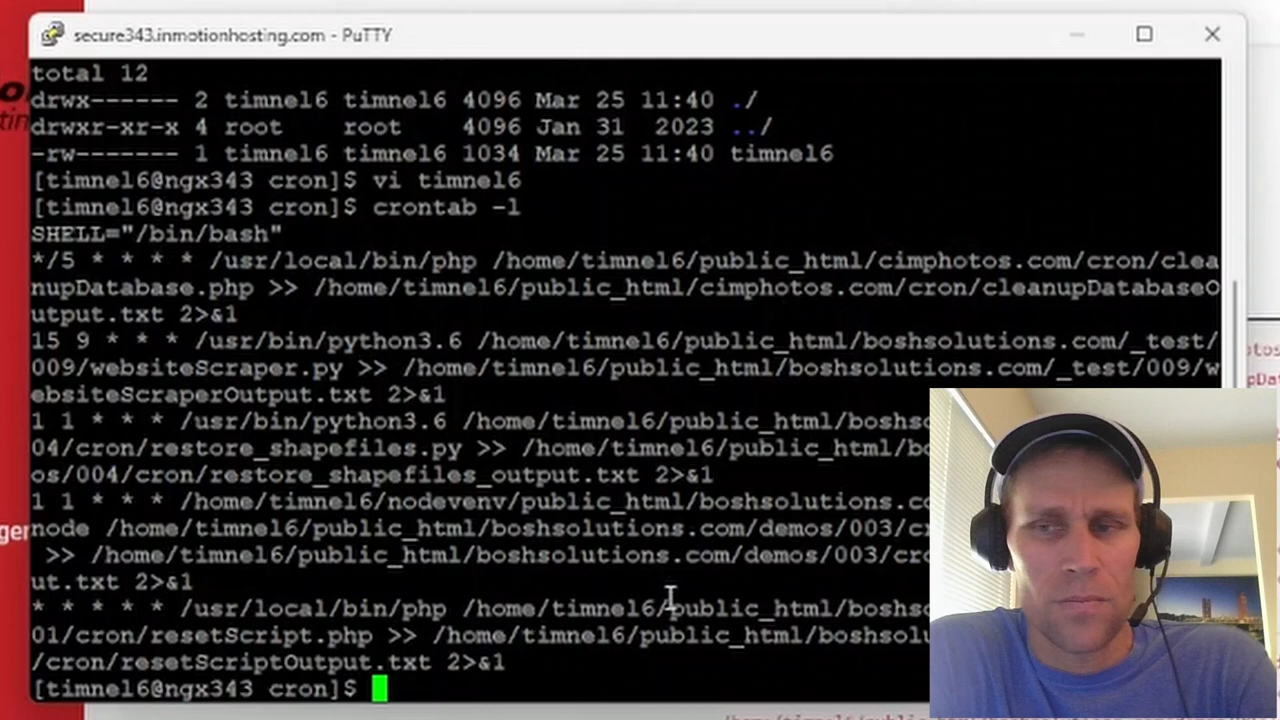 secure343.inmotionhosting.com - PuTTY
total 12
drwx------ 2 timnel6 timnel6 4096 Mar 25 11:40 ./
drwxr-xr-x 4 root    root    4096 Jan 31  2023 ../
-rw------- 1 timnel6 timnel6 1034 Mar 25 11:40 timnel6
[timnel6@ngx343 cron]$ vi timnel6
[timnel6@ngx343 cron]$ crontab -l
SHELL="/bin/bash"
*/5 * * * * /usr/local/bin/php /home/timnel6/public_html/cimphotos.com/cron/clea
nupDatabase.php >> /home/timnel6/public_html/cimphotos.com/cron/cleanupDatabaseO
utput.txt 2>&1
15 9 * * * /usr/bin/python3.6 /home/timnel6/public_html/boshsolutions.com/_test/
009/websiteScraper.py >> /home/timnel6/public_html/boshsolutions.com/_test/009/w
ebsiteScraperOutput.txt 2>&1
1 1 * * * /usr/bin/python3.6 /home/timnel6/public_html/boshso
04/cron/restore_shapefiles.py >> /home/timnel6/public_html/bo
os/004/cron/restore_shapefiles_output.txt 2>&1
1 1 * * * /home/timnel6/nodevenv/public_html/boshsolutions.co
node /home/timnel6/public_html/boshsolutions.com/demos/003/cr
 >> /home/timnel6/public_html/boshsolutions.com/demos/003/cro
ut.txt 2>&1
* * * * * /usr/local/bin/php /home/timnel6/public_html/boshso
01/cron/resetScript.php >> /home/timnel6/public_html/boshsolu
/cron/resetScriptOutput.txt 2>&1
[timnel6@ngx343 cron]$